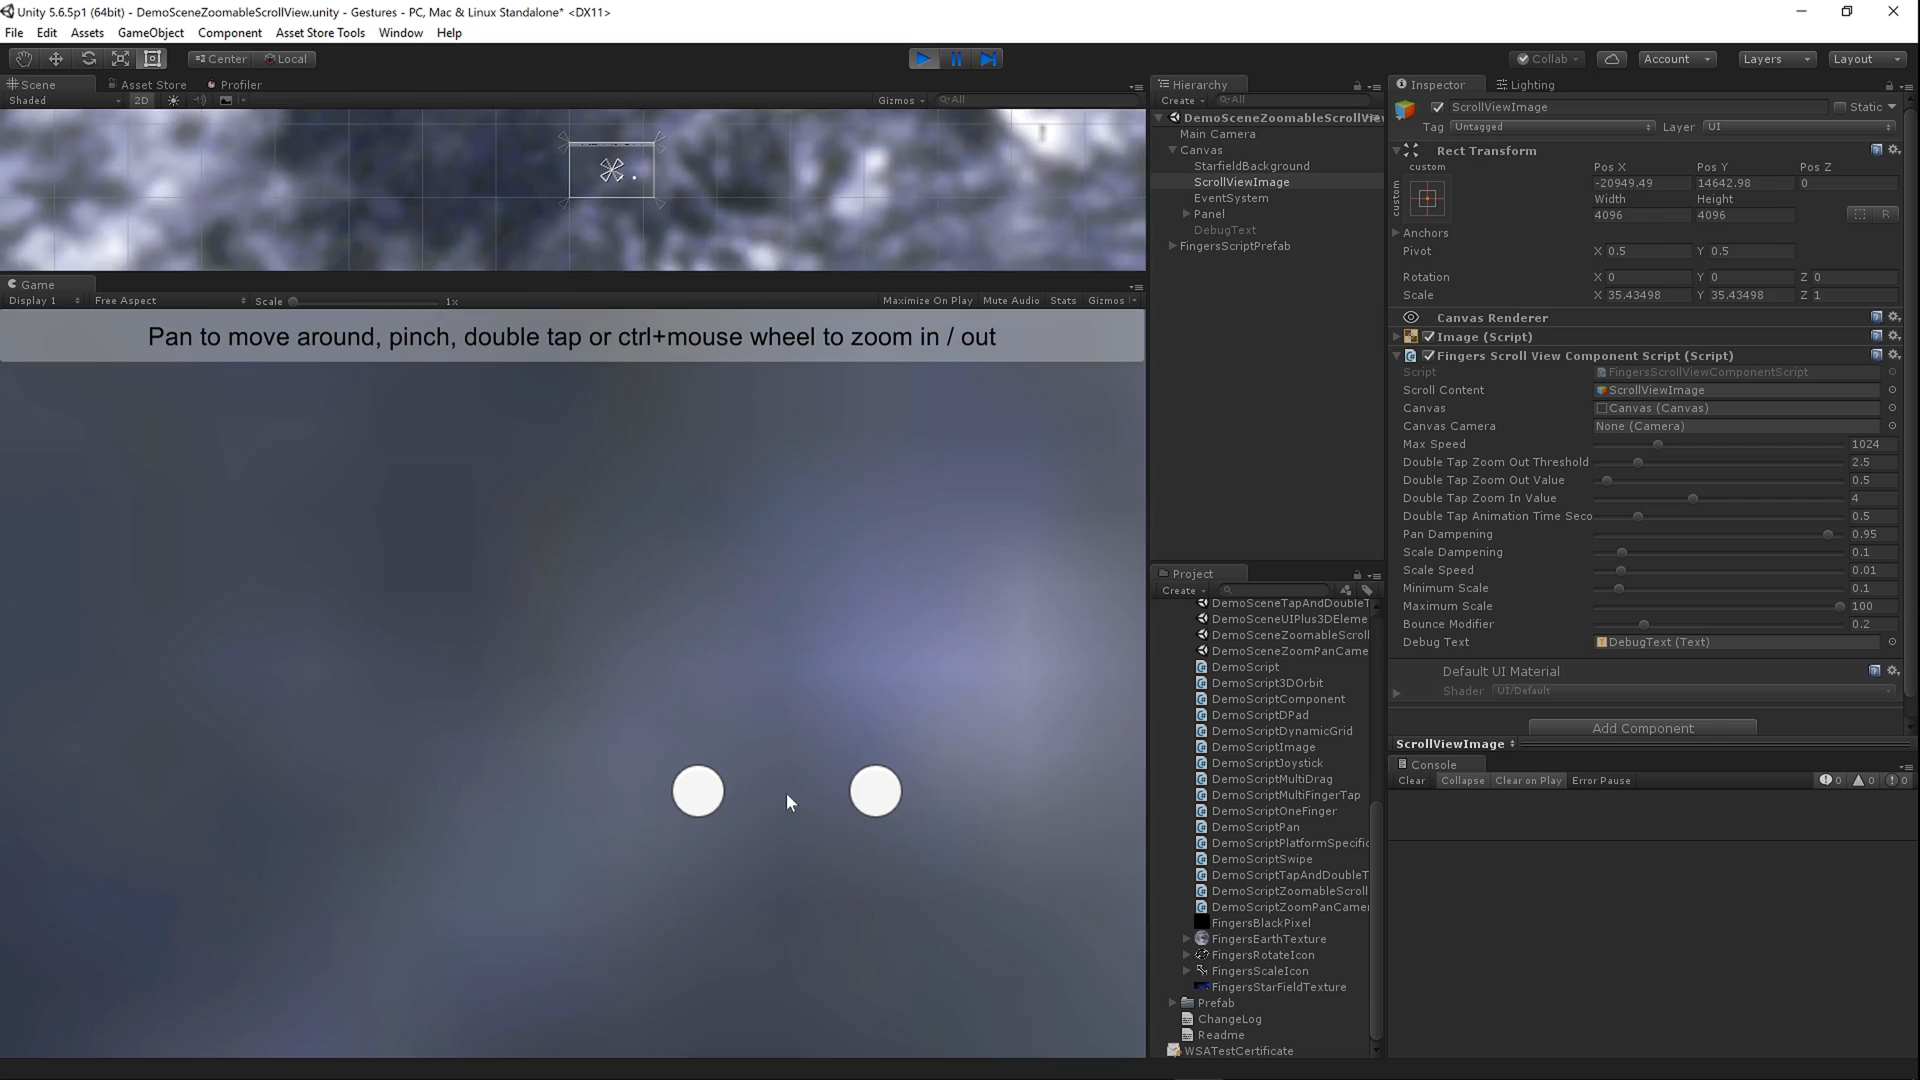 Unity 5.6.5p1 (64bit) - DemoSceneZoomableScrollView.unity - Gestures - PC, Mac & Linux Standalone* <DX11>
File Edit Assets GameObject Component Asset Store Tools Window Help
Center Local Collab Account Layers Layout
Scene Asset Store Profiler
Shaded 2D Gizmos All
Game
Display 1 Free Aspect Scale 1x Maximize On Play Mute Audio Stats Gizmos
Pan to move around, pinch, double tap or ctrl+mouse wheel to zoom in / out
Hierarchy
Create All
DemoSceneZoomableScrollVie
Main Camera
Canvas
StarfieldBackground
ScrollViewImage
EventSystem
Panel
DebugText
FingersScriptPrefab
Project
Create
DemoSceneTapAndDoubleT
DemoSceneUIPlus3DEleme
DemoSceneZoomableScroll
DemoSceneZoomPanCame
DemoScript
DemoScript3DOrbit
DemoScriptComponent
DemoScriptDPad
DemoScriptDynamicGrid
DemoScriptImage
DemoScriptJoystick
DemoScriptMultiDrag
DemoScriptMultiFingerTap
DemoScriptOneFinger
DemoScriptPan
DemoScriptPlatformSpecific
DemoScriptSwipe
DemoScriptTapAndDoubleT
DemoScriptZoomableScroll
DemoScriptZoomPanCamer
FingersBlackPixel
FingersEarthTexture
FingersRotateIcon
FingersScaleIcon
FingersStarFieldTexture
Prefab
ChangeLog
Readme
WSATestCertificate
Inspector Lighting
ScrollViewImage Static
Tag Untagged Layer UI
Rect Transform
custom Pos X Pos Y Pos Z
custom -20949.49 14642.98 0
Width Height
4096 4096 R
Anchors
Pivot X 0.5 Y 0.5
Rotation X 0 Y 0 Z 0
Scale X 35.43498 Y 35.43498 Z 1
Canvas Renderer
Image (Script)
Fingers Scroll View Component Script (Script)
Script FingersScrollViewComponentScript
Scroll Content ScrollViewImage
Canvas Canvas (Canvas)
Canvas Camera None (Camera)
Max Speed 1024
Double Tap Zoom Out Threshold 2.5
Double Tap Zoom Out Value 0.5
Double Tap Zoom In Value 4
Double Tap Animation Time Seco 0.5
Pan Dampening 0.95
Scale Dampening 0.1
Scale Speed 0.01
Minimum Scale 0.1
Maximum Scale 100
Bounce Modifier 0.2
Debug Text DebugText (Text)
Default UI Material
Shader UI/Default
Add Component
ScrollViewImage
Console
Clear Collapse Clear on Play Error Pause 0 0 0